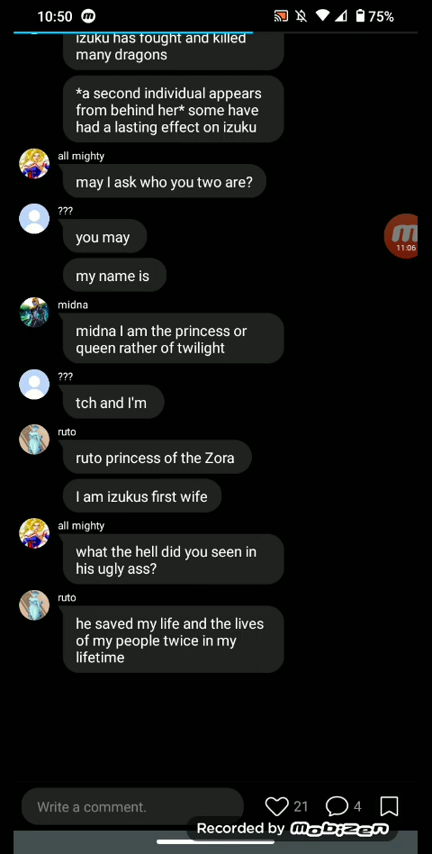 10:50
75%
izuku has fought and killed
many dragons
*a second individual appears
from behind her* some have
had a lasting effect on izuku
all mighty
may I ask who you two are?
???
you may
my name is
11:06
midna
midna I am the princess or
queen rather of twilight
???
tch and I'm
ruto
ruto princess of the Zora
I am izukus first wife
all mighty
what the hell did you seen in
his ugly ass?
ruto
he saved my life and the lives
of my people twice in my
lifetime
Write a comment.
21
4
Recorded by mobizen